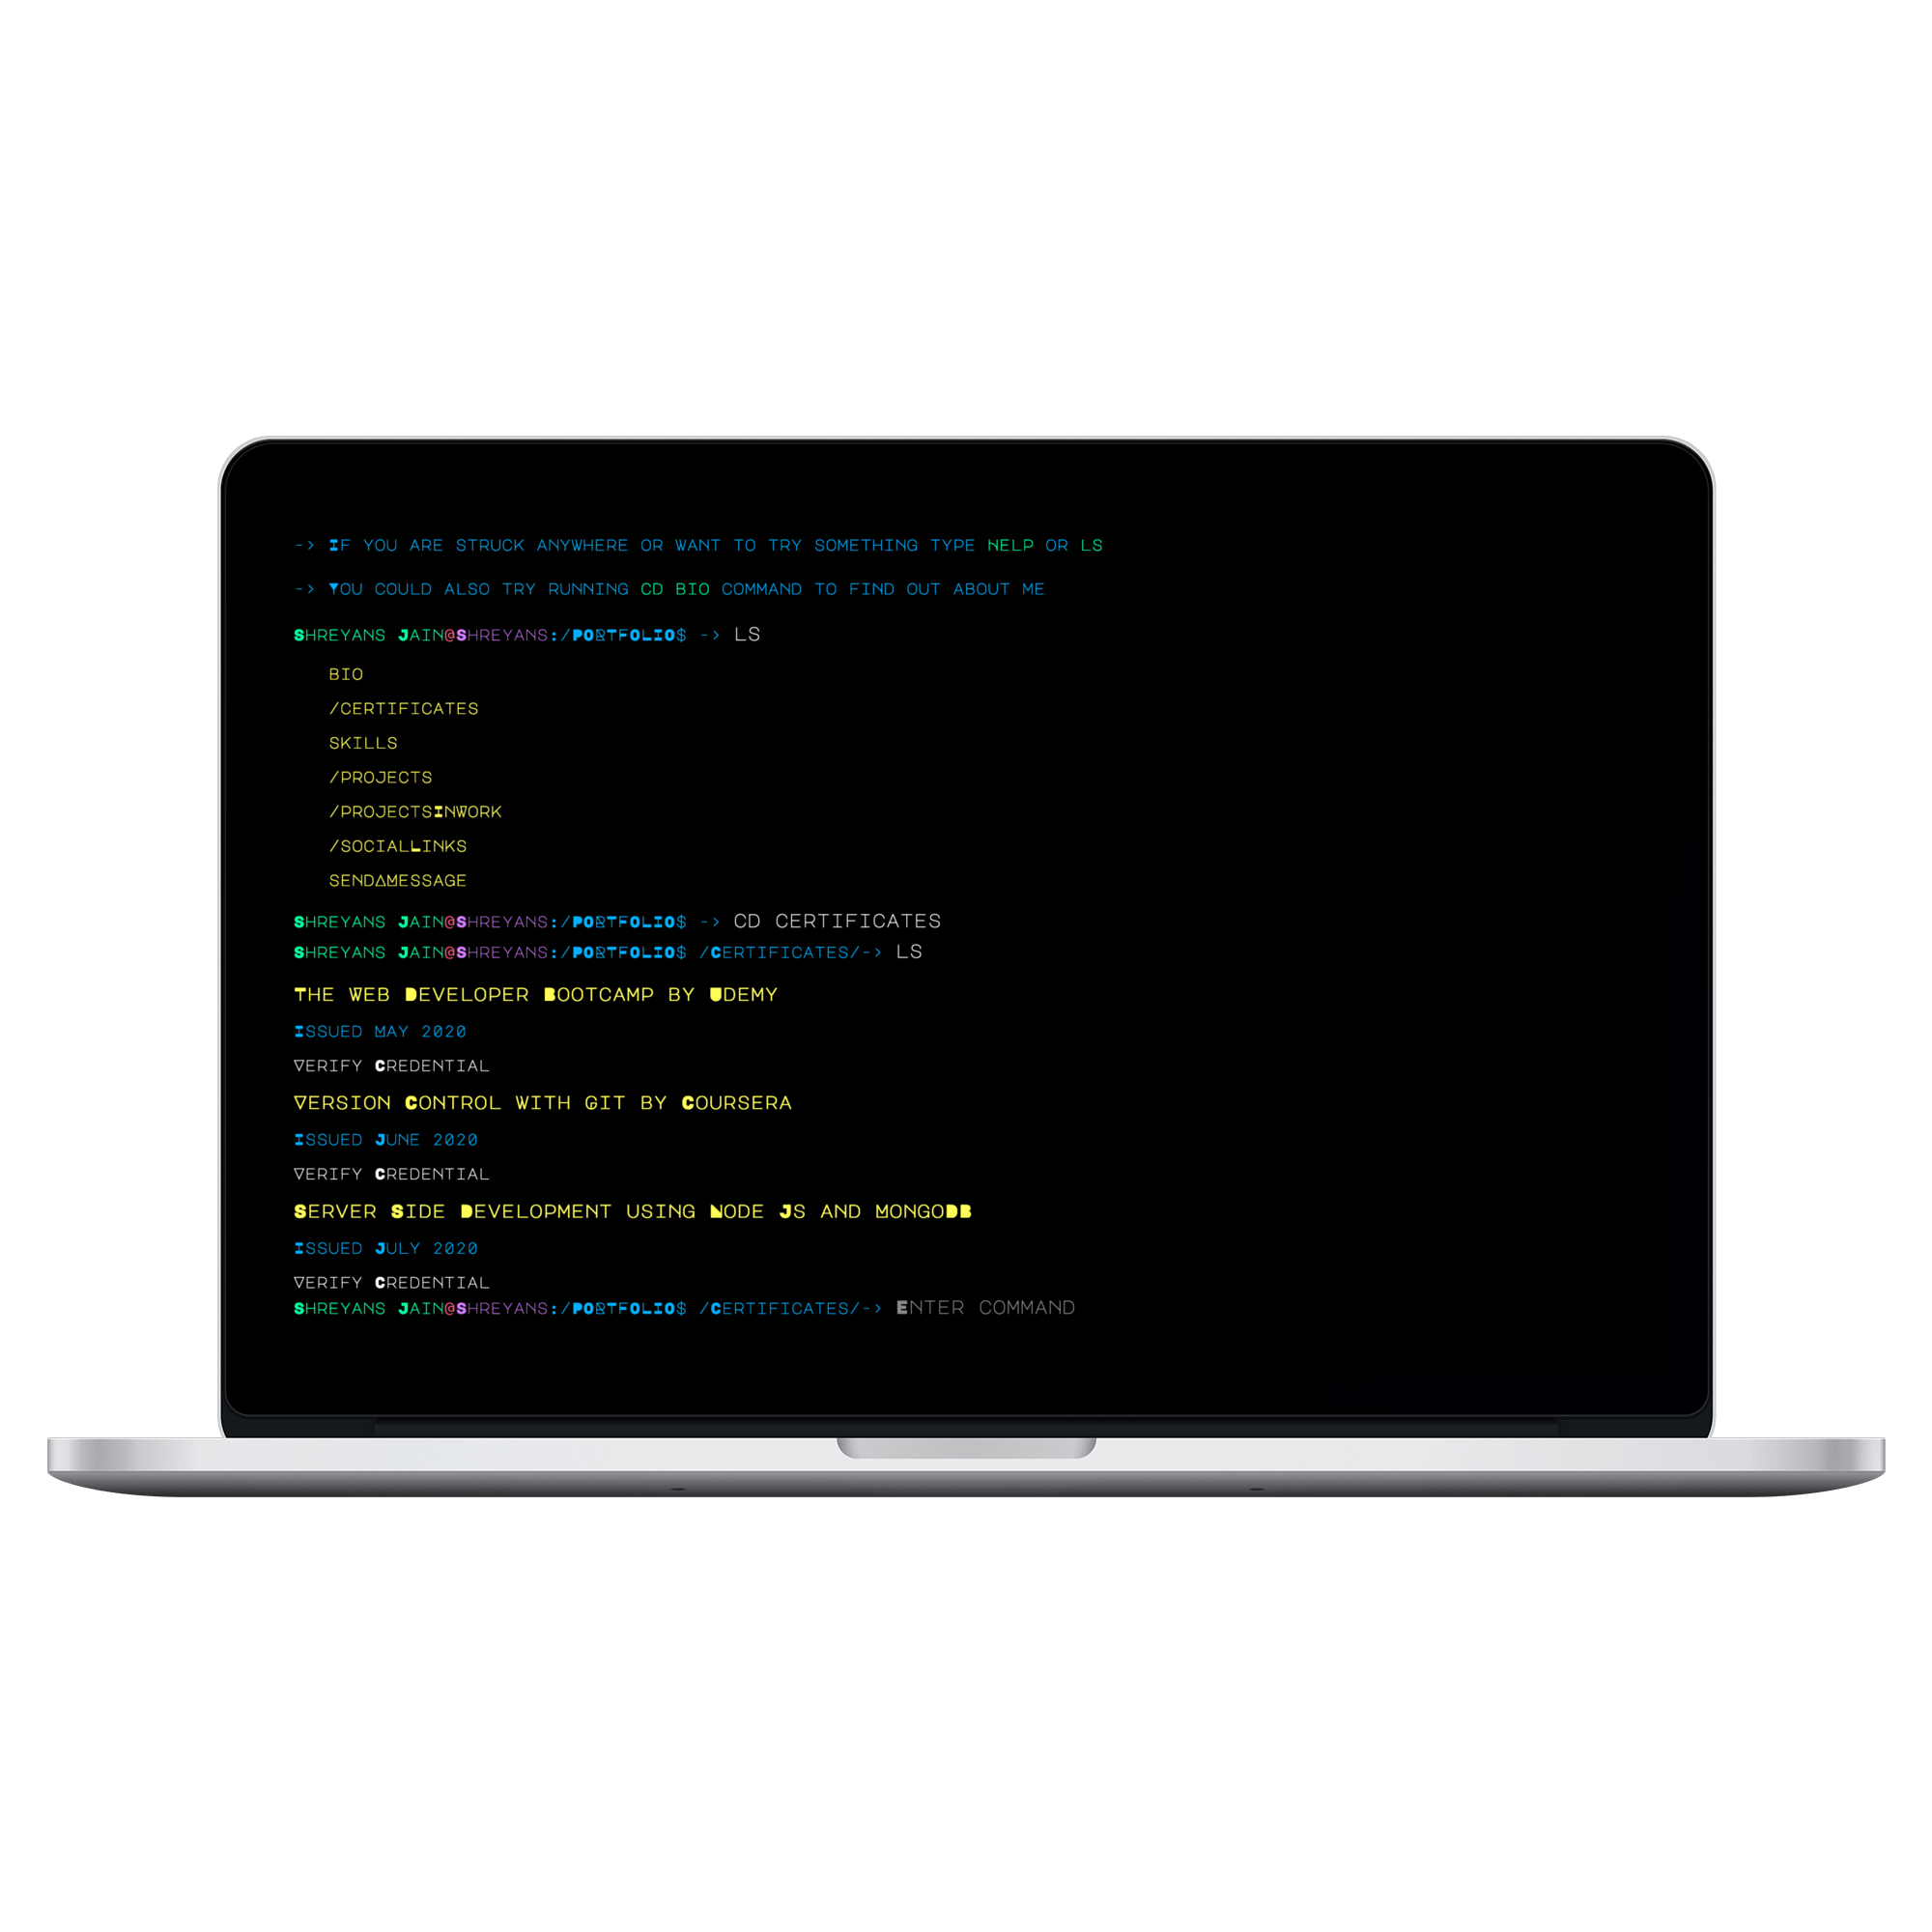 -> If you are struck anywhere or want to try something type help or ls
-> You could also try running cd bio command to find out about me
Shreyans Jain@Shreyans:/PORTFOLIO$ -> ls
bio
/certificates
skills
/projects
/projectsInWork
/socialLinks
sendAMessage
Shreyans Jain@Shreyans:/PORTFOLIO$ -> cd certificates
Shreyans Jain@Shreyans:/PORTFOLIO$ /Certificates/-> ls
The Web Developer Bootcamp by Udemy
Issued May 2020
Verify Credential
Version Control with Git by Coursera
Issued June 2020
Verify Credential
Server Side Development using Node Js and MongoDB
Issued July 2020
Verify Credential
Shreyans Jain@Shreyans:/PORTFOLIO$ /Certificates/-> Enter command